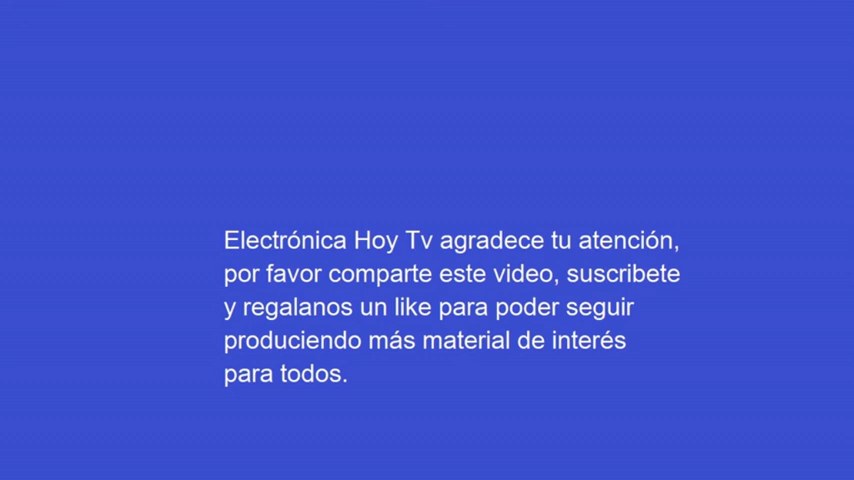 Electrónica Hoy Tv agradece tu atención,
por favor comparte este video, suscribete
y regalanos un like para poder seguir
produciendo más material de interés
para todos.